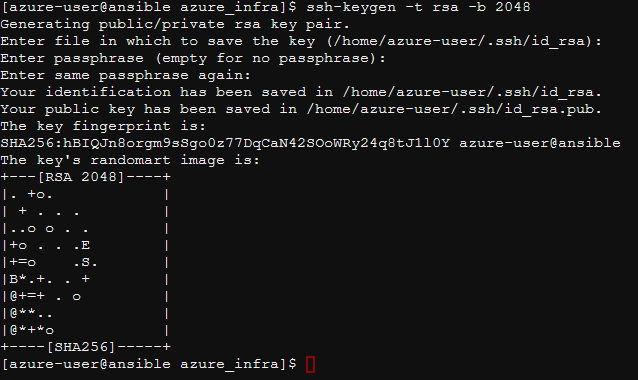 [azure-user@ansible azure_infra]$ ssh-keygen -t rsa -b 2048
Generating public/private rsa key pair.
Enter file in which to save the key (/home/azure-user/.ssh/id_rsa):
Enter passphrase (empty for no passphrase):
Enter same passphrase again:
Your identification has been saved in /home/azure-user/.ssh/id_rsa.
Your public key has been saved in /home/azure-user/.ssh/id_rsa.pub.
The key fingerprint is:
SHA256:hBIQJn8orgm9sSgo0z77DqCaN42SOoWRy24q8tJ1l0Y azure-user@ansible
The key's randomart image is:
+---[RSA 2048]----+
|. +o.            |
| + . . .         |
|..o o . .        |
|+o . . .E        |
|+=o    .S.       |
|B*.+. . +        |
|@+=+ . o         |
|@**..            |
|@*+*o            |
+----[SHA256]-----+
[azure-user@ansible azure_infra]$